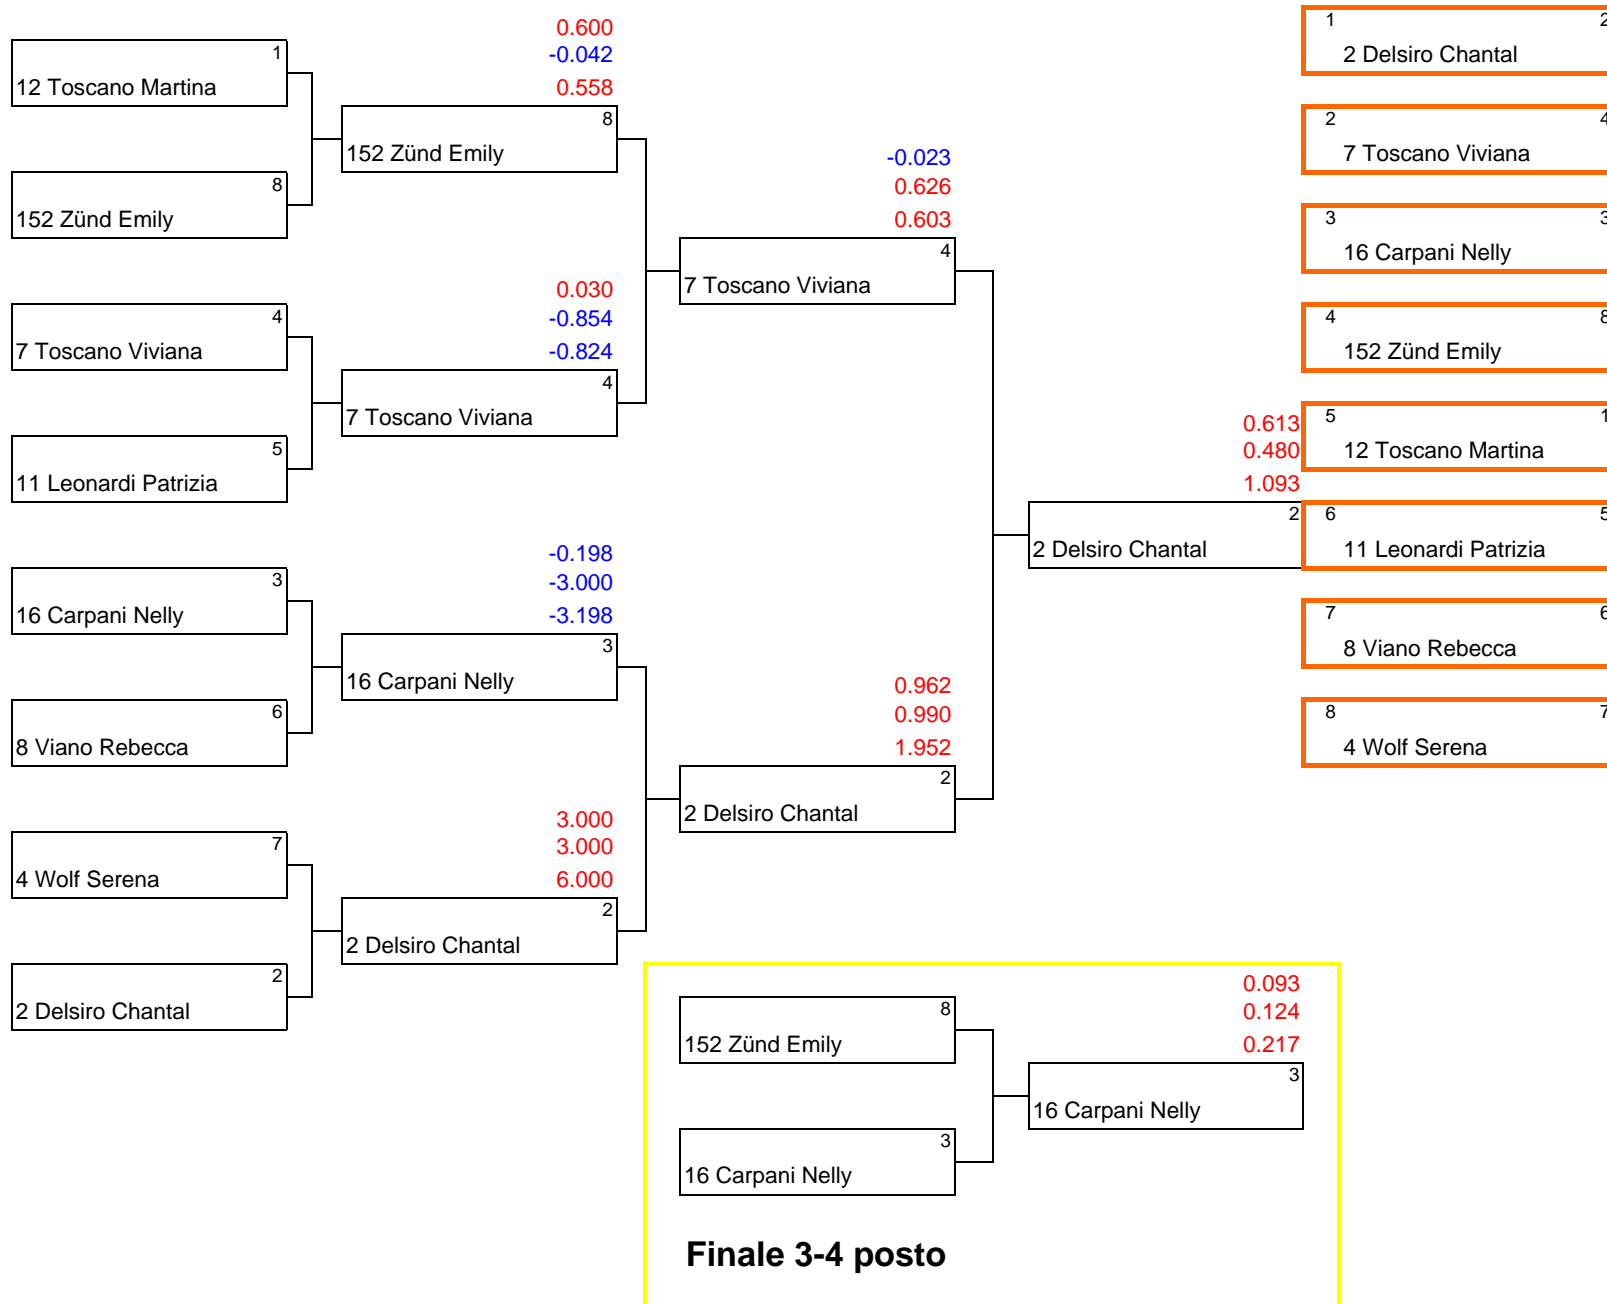 0.600
-0.042
0.558
1
12 Toscano Martina
8
152 Zünd Emily
8
152 Zünd Emily
0.030
-0.854
-0.824
4
7 Toscano Viviana
5
11 Leonardi Patrizia
4
7 Toscano Viviana
-0.198
-3.000
-3.198
3
16 Carpani Nelly
6
8 Viano Rebecca
3
16 Carpani Nelly
3.000
3.000
6.000
7
4 Wolf Serena
2
2 Delsiro Chantal
2
2 Delsiro Chantal
-0.023
0.626
0.603
4
7 Toscano Viviana
0.962
0.990
1.952
2
2 Delsiro Chantal
0.613
0.480
1.093
2
2 Delsiro Chantal
0.093
0.124
0.217
8
152 Zünd Emily
3
16 Carpani Nelly
3
16 Carpani Nelly
Finale 3-4 posto
1 2
2 Delsiro Chantal
2 4
7 Toscano Viviana
3 3
16 Carpani Nelly
4 8
152 Zünd Emily
5 1
12 Toscano Martina
6 5
11 Leonardi Patrizia
7 6
8 Viano Rebecca
8 7
4 Wolf Serena